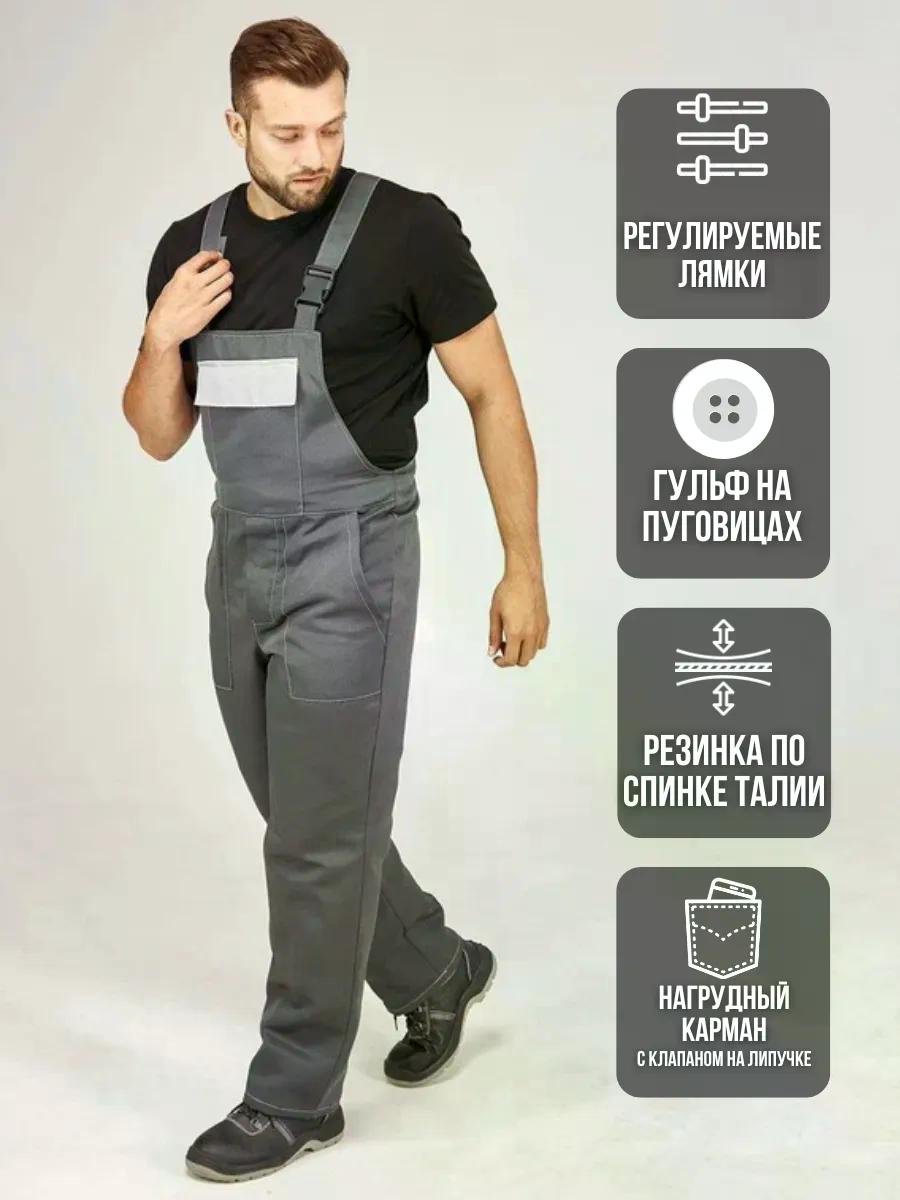 РЕГУЛИРУЕМЫЕ
ЛЯМКИ
ГУЛЬФ НА
ПУГОВИЦАХ
РЕЗИНКА ПО
СПИНКЕ ТАЛИИ
НАГРУДНЫЙ
КАРМАН
С КЛАПАНОМ НА ЛИПУЧКЕ